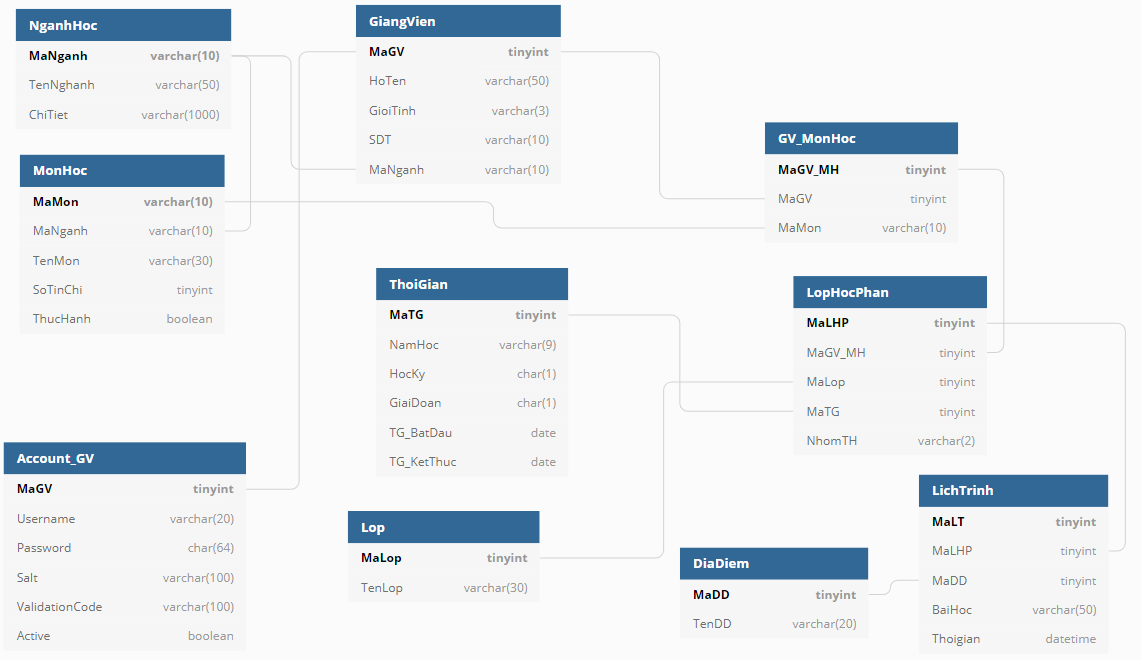 NganhHoc
MaNganh varchar(10)
TenNghanh varchar(50)
ChiTiet varchar(1000)
GiangVien
MaGV tinyint
HoTen varchar(50)
GioiTinh varchar(3)
SDT varchar(10)
MaNganh varchar(10)
GV_MonHoc
MaGV_MH tinyint
MaGV tinyint
MaMon varchar(10)
MonHoc
MaMon varchar(10)
MaNganh varchar(10)
TenMon varchar(30)
SoTinChi tinyint
ThucHanh boolean
ThoiGian
MaTG tinyint
NamHoc varchar(9)
HocKy char(1)
GiaiDoan char(1)
TG_BatDau date
TG_KetThuc date
LopHocPhan
MaLHP tinyint
MaGV_MH tinyint
MaLop tinyint
MaTG tinyint
NhomTH varchar(2)
Account_GV
MaGV tinyint
Username varchar(20)
Password char(64)
Salt varchar(100)
ValidationCode varchar(100)
Active boolean
Lop
MaLop tinyint
TenLop varchar(30)
DiaDiem
MaDD tinyint
TenDD varchar(20)
LichTrinh
MaLT tinyint
MaLHP tinyint
MaDD tinyint
BaiHoc varchar(50)
Thoigian datetime